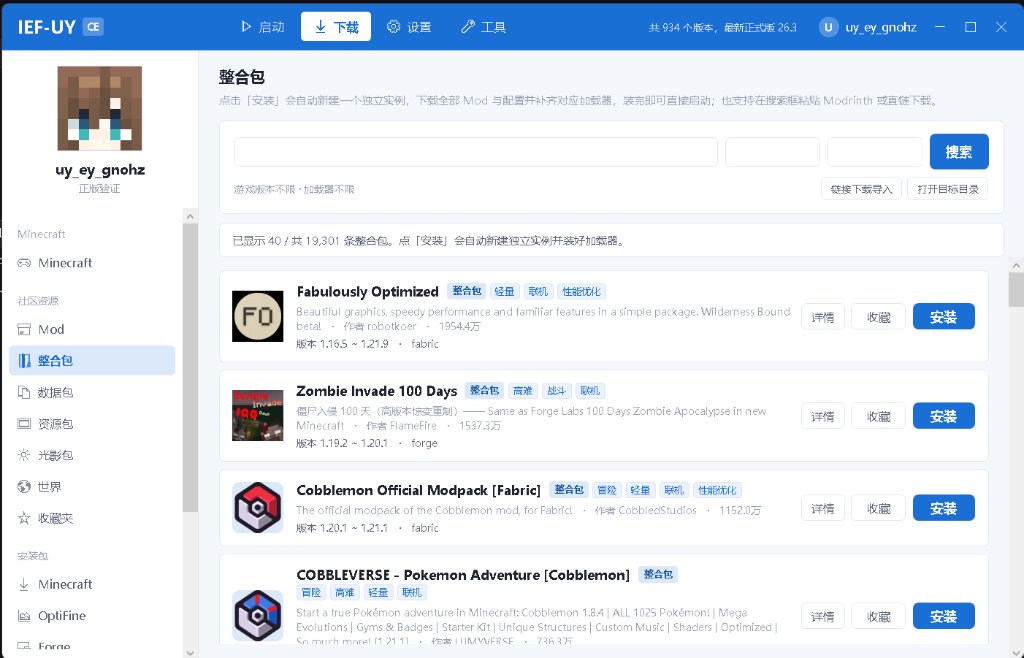 IEF-UY CE
启动
下载
设置
工具
共 934 个版本，最新正式版 26.3
U uy_ey_gnohz
uy_ey_gnohz
正版验证
Minecraft
Minecraft
社区资源
Mod
整合包
数据包
资源包
光影包
世界
收藏夹
安装包
Minecraft
OptiFine
Forge
整合包
点击「安装」会自动新建一个独立实例，下载全部 Mod 与配置并补齐对应加载器，装完即可直接启动；也支持在搜索框粘贴 Modrinth 或直链下载。
搜索
游戏版本不限 · 加载器不限
链接下载导入
打开目标目录
已显示 40 / 共 19,301 条整合包。点「安装」会自动新建独立实例并装好加载器。
FO
Fabulously Optimized 整合包 轻量 联机 性能优化
Beautiful graphics, speedy performance and familiar features in a simple package. Wilderness Bound
beta! · 作者 robotkoer · 1954.4万
版本 1.16.5 ~ 1.21.9 · fabric
详情 收藏 安装
Zombie
Invade
100
Days
Zombie Invade 100 Days 整合包 高难 战斗 联机
僵尸入侵 100 天（高版本惊变重制）—— Same as Forge Labs 100 Days Zombie Apocalypse in new
Minecraft · 作者 FlameFire · 1537.3万
版本 1.19.2 ~ 1.20.1 · forge
详情 收藏 安装
Cobblemon Official Modpack [Fabric] 整合包 冒险 轻量 联机 性能优化
The official modpack of the Cobblemon mod, for Fabric! · 作者 CobbledStudios · 1152.0万
版本 1.20.1 ~ 1.21.1 · fabric
详情 收藏 安装
COBBLEVERSE - Pokemon Adventure [Cobblemon] 整合包
冒险 高难 轻量 联机
Start a true Pokémon adventure in Minecraft: Cobblemon 1.8.4 | ALL 1025 Pokémon! | Mega
Evolutions | Gyms & Badges | Starter Kit | Unique Structures | Custom Music | Shaders | Optimized |
So much more! [1.21.1] · 作者 LUMYVERSE · 736.3万
详情 收藏 安装